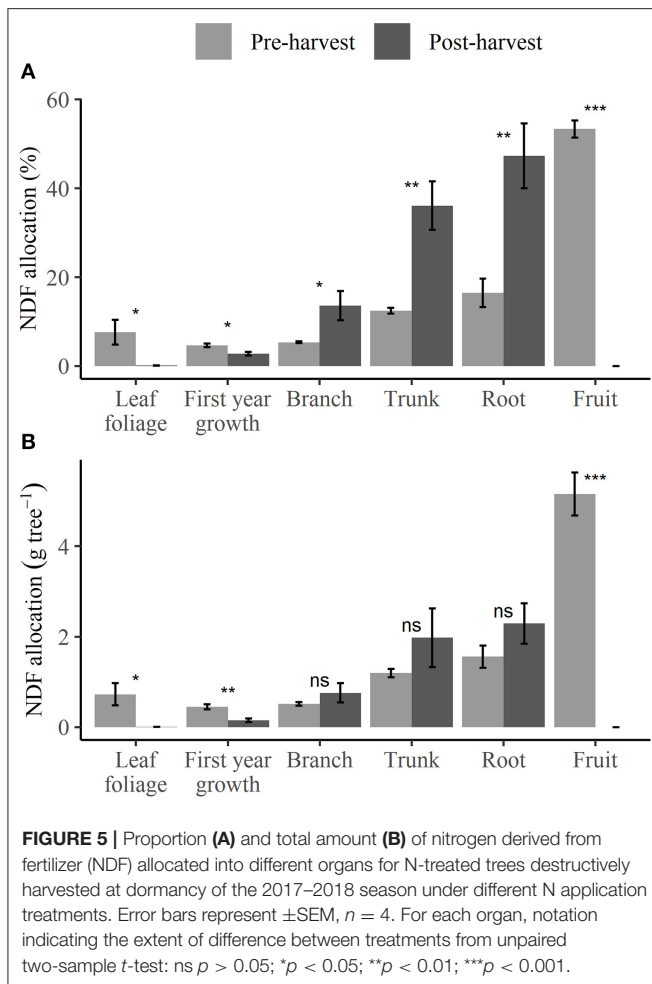 Pre-harvest Post-harvest
A
NDF allocation (%)
60
40
20
0
*
*
*
**
**
***
Leaf foliage
First year growth
Branch
Trunk
Root
Fruit
B
NDF allocation (g tree⁻¹)
4
2
0
*
**
ns
ns
ns
***
Leaf foliage
First year growth
Branch
Trunk
Root
Fruit
FIGURE 5 | Proportion (A) and total amount (B) of nitrogen derived from
fertilizer (NDF) allocated into different organs for N-treated trees destructively
harvested at dormancy of the 2017–2018 season under different N application
treatments. Error bars represent ±SEM, n = 4. For each organ, notation
indicating the extent of difference between treatments from unpaired
two-sample t-test: ns p > 0.05; *p < 0.05; **p < 0.01; ***p < 0.001.